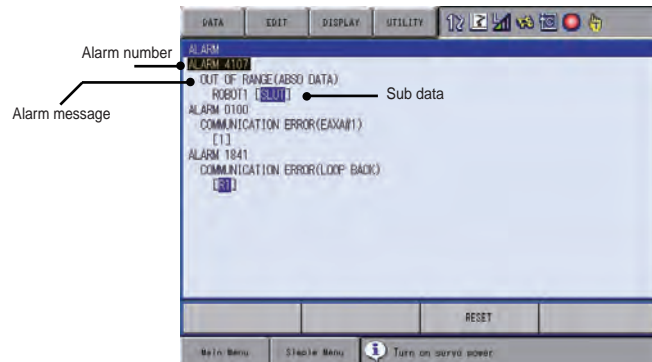 DATA EDIT DISPLAY UTILITY
ALARM
Alarm number
ALARM 4107
OUT OF RANGE(ABSO DATA)
ROBOT1 [SLUT]
Sub data
Alarm message
ALARM 0100
COMMUNICATION ERROR(EAXA#1)
[1]
ALARM 1841
COMMUNICATION ERROR(LOOP BACK)
RESET
Main Menu Simple Menu Turn on servo power